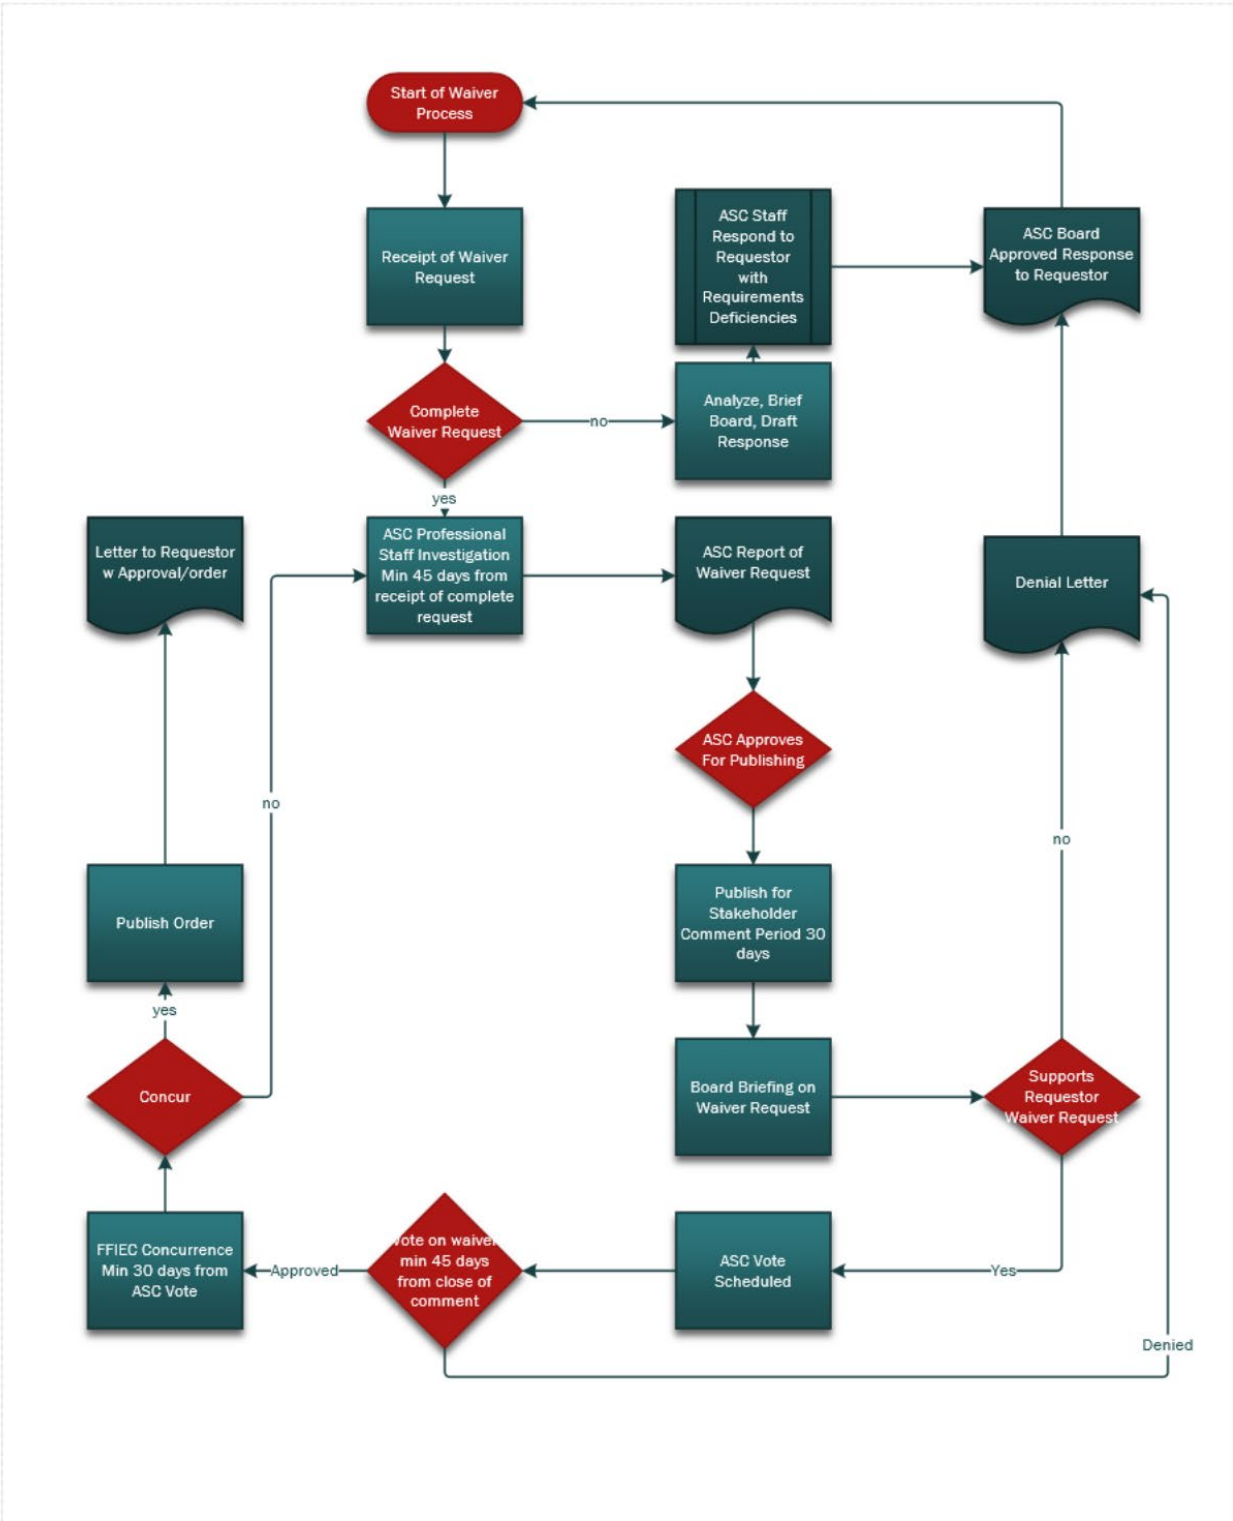 Start of Waiver
Process
Receipt of Waiver
Request
ASC Staff
Respond to
Requestor
with
Requirements
Deficiencies
ASC Board
Approved Response
to Requestor
Complete
Waiver Request
no
Analyze, Brief
Board, Draft
Response
yes
Letter to Requestor
w Approval/order
ASC Professional
Staff Investigation
Min 45 days from
receipt of complete
request
ASC Report of
Waiver Request
Denial Letter
ASC Approves
For Publishing
no
no
Publish Order
Publish for
Stakeholder
Comment Period 30
days
yes
Concur
Board Briefing on
Waiver Request
Supports
Requestor
Waiver Request
FFIEC Concurrence
Min 30 days from
ASC Vote
Approved
Vote on waiver
min 45 days
from close of
comment
ASC Vote
Scheduled
Yes
Denied